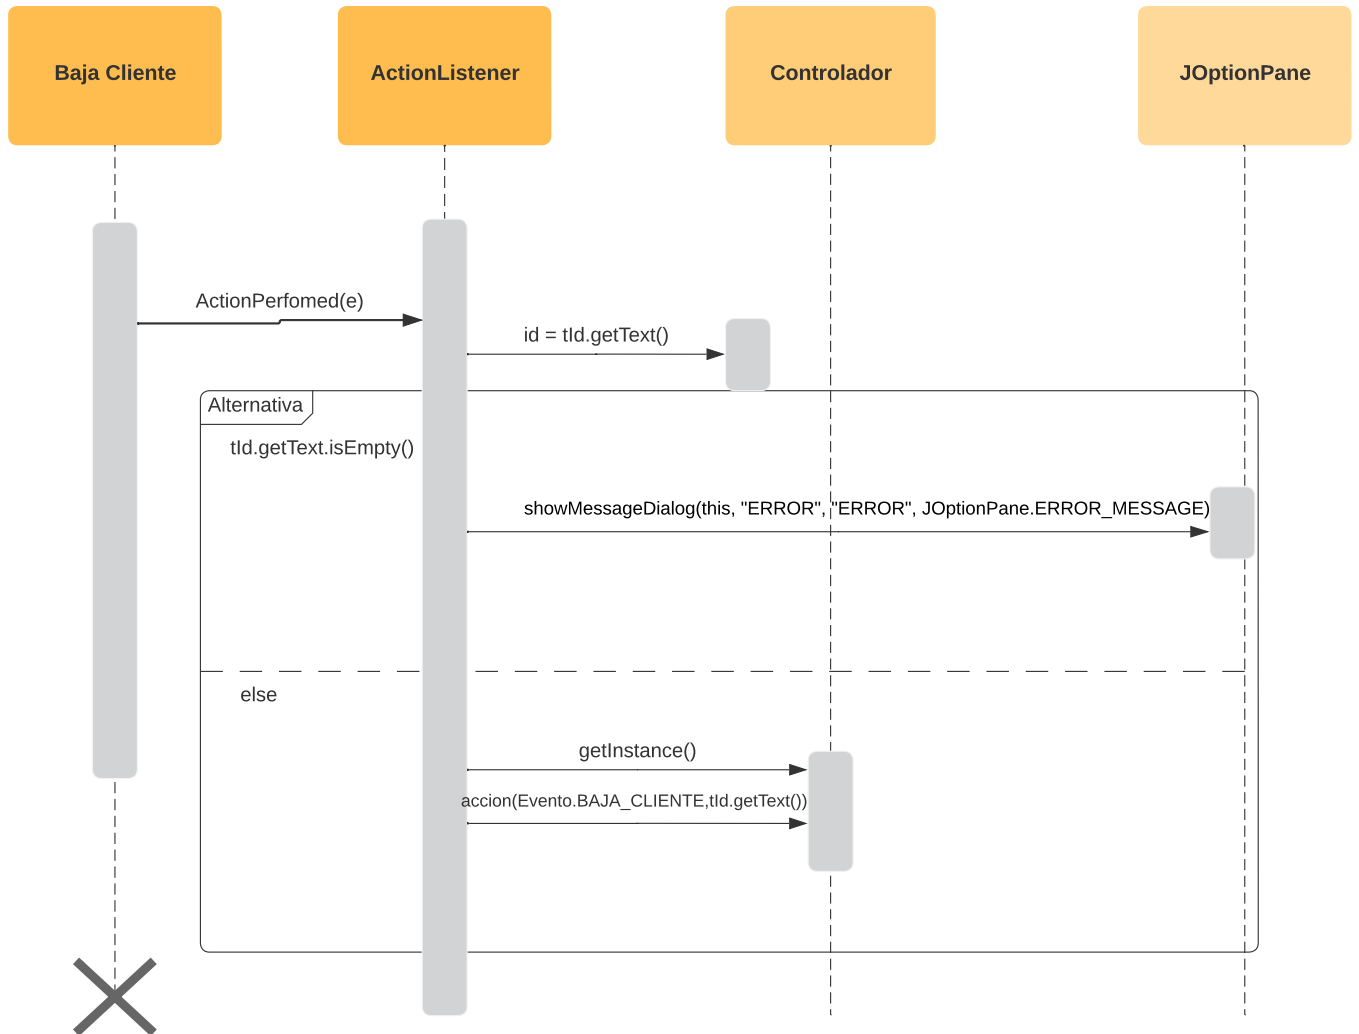 Baja Cliente
ActionListener
Controlador
JOptionPane
ActionPerfomed(e)
id = tId.getText()
Alternativa
tId.getText.isEmpty()
showMessageDialog(this, "ERROR", "ERROR", JOptionPane.ERROR_MESSAGE)
else
getInstance()
accion(Evento.BAJA_CLIENTE,tId.getText())